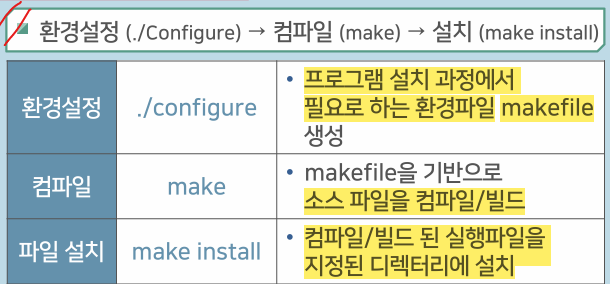 환경설정 (./Configure) → 컴파일 (make) → 설치 (make install)
환경설정
./configure
• 프로그램 설치 과정에서
필요로 하는 환경파일 makefile
생성
컴파일
make
• makefile을 기반으로
소스 파일을 컴파일/빌드
파일 설치
make install
• 컴파일/빌드 된 실행파일을
지정된 디렉터리에 설치